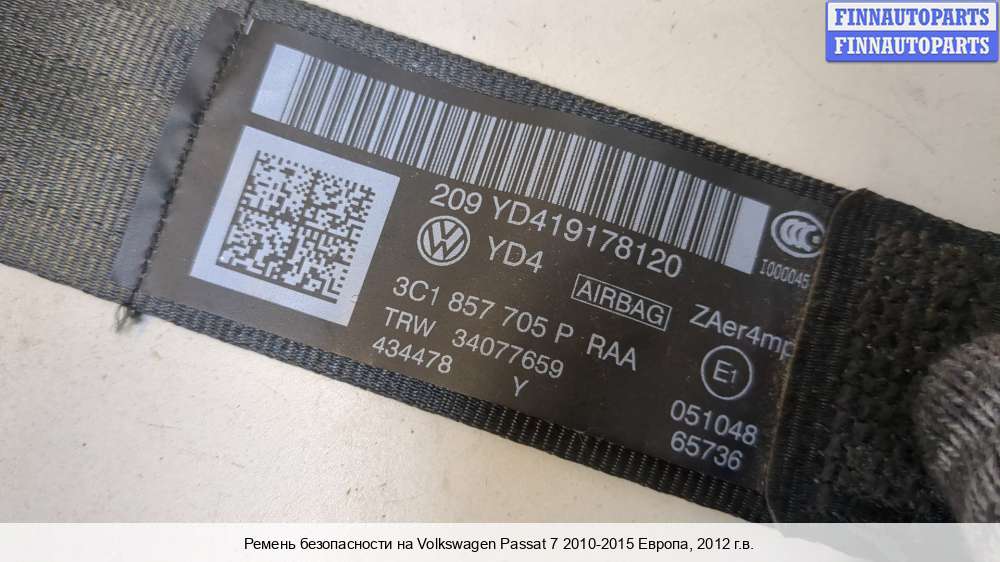 FINNAUTOPARTS
FINNAUTOPARTS
209 YD419178120
YD4
3C1 857 705 P RAA
TRW 34077659
434478 Y
AIRBAG
ZAer4mp
I000045
E1
051048
65736
Ремень безопасности на Volkswagen Passat 7 2010-2015 Европа, 2012 г.в.